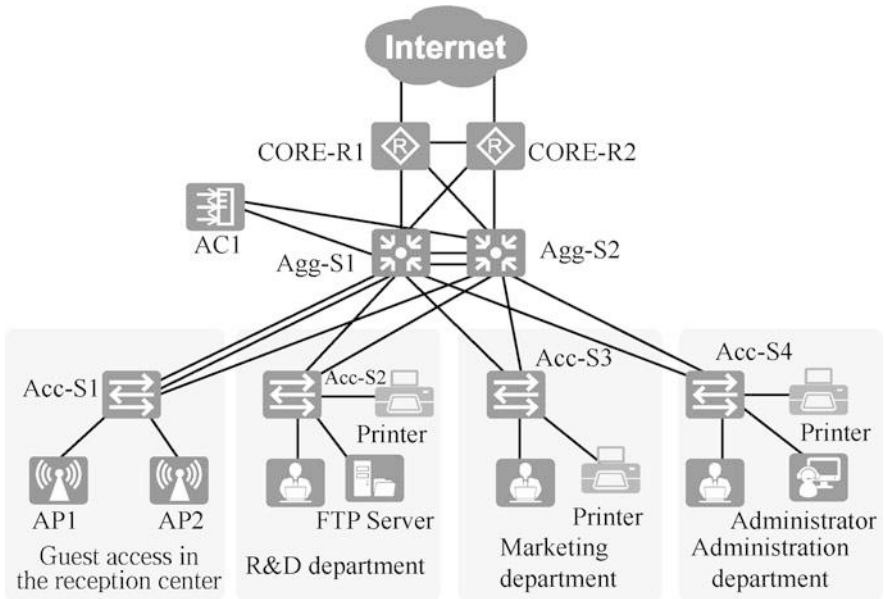 Internet
CORE-R1
CORE-R2
R
R
AC1
Agg-S1
Agg-S2
Acc-S1
Acc-S2
Acc-S3
Acc-S4
Printer
Printer
AP1
AP2
FTP Server
Printer
Administrator
Guest access in
the reception center
R&D department
Marketing
department
Administration
department